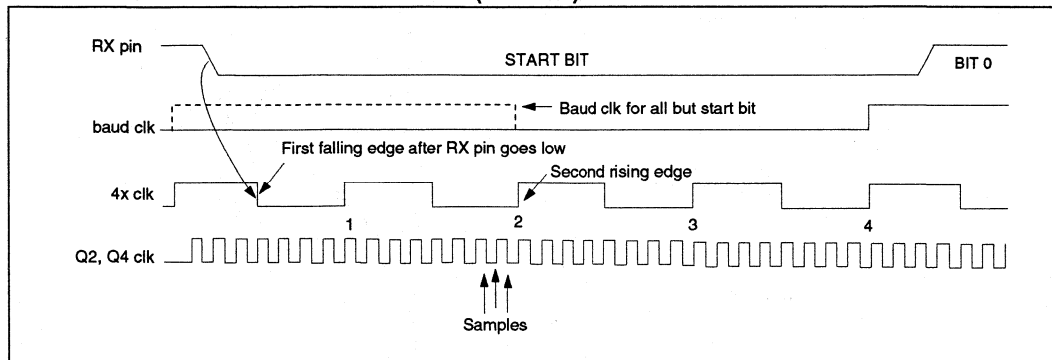 RX pin
START BIT
BIT 0
Baud clk for all but start bit
baud clk
First falling edge after RX pin goes low
Second rising edge
4x clk
1 2 3 4
Q2, Q4 clk
Samples